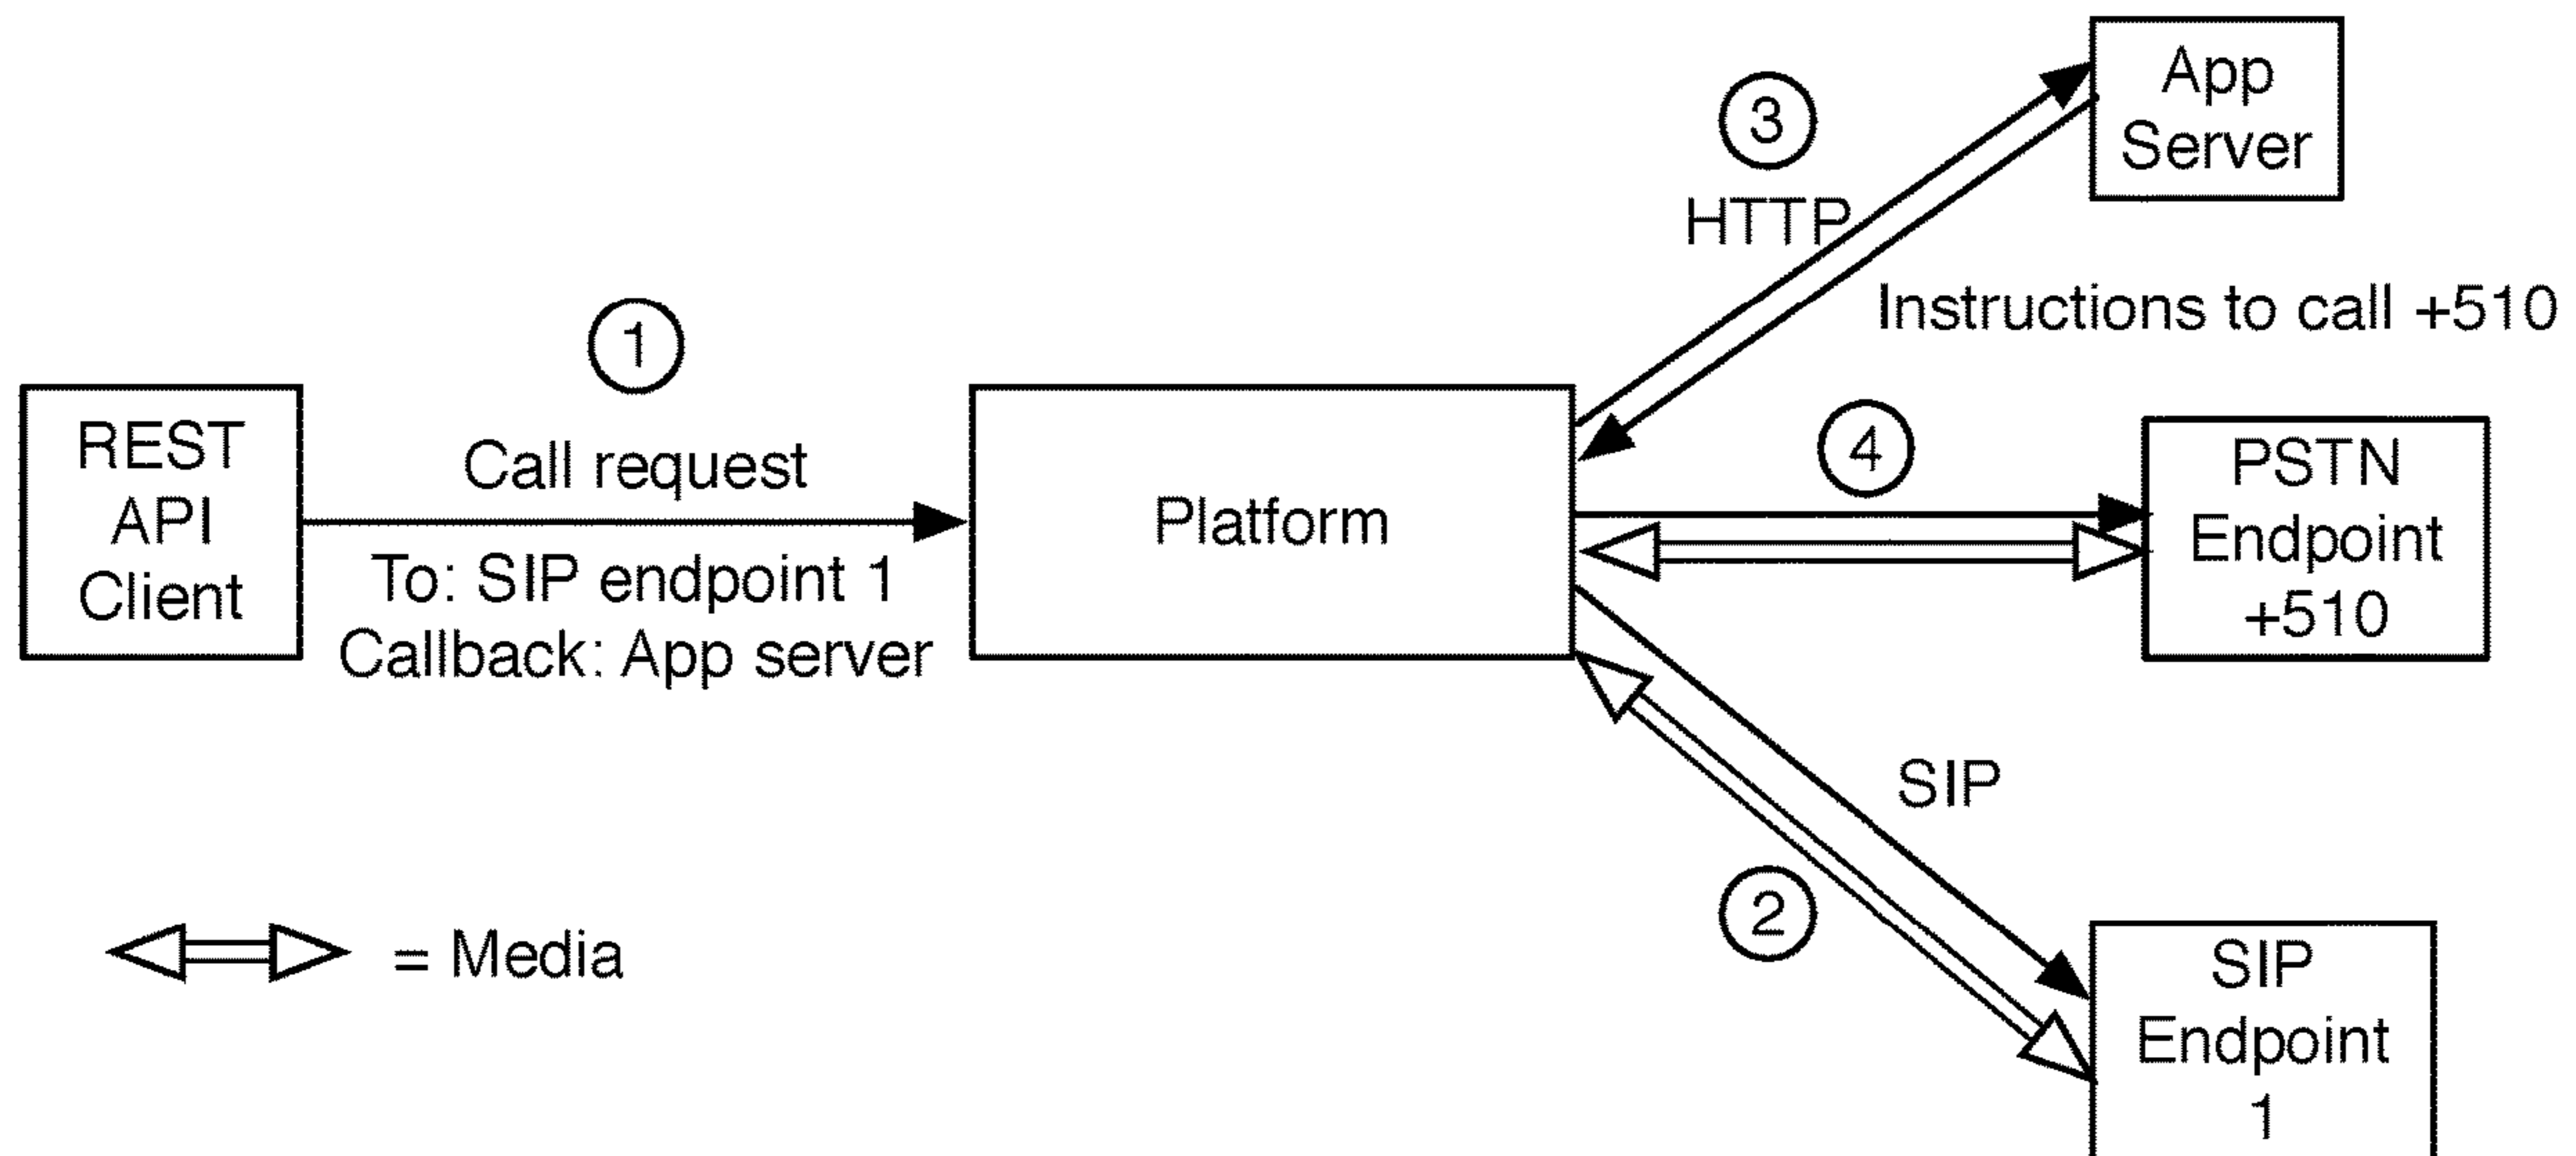 REST
API
Client
1
Call request
To: SIP endpoint 1
Callback: App server
Platform
3
HTTP
App
Server
Instructions to call +510
4
PSTN
Endpoint
+510
SIP
2
SIP
Endpoint
1
= Media